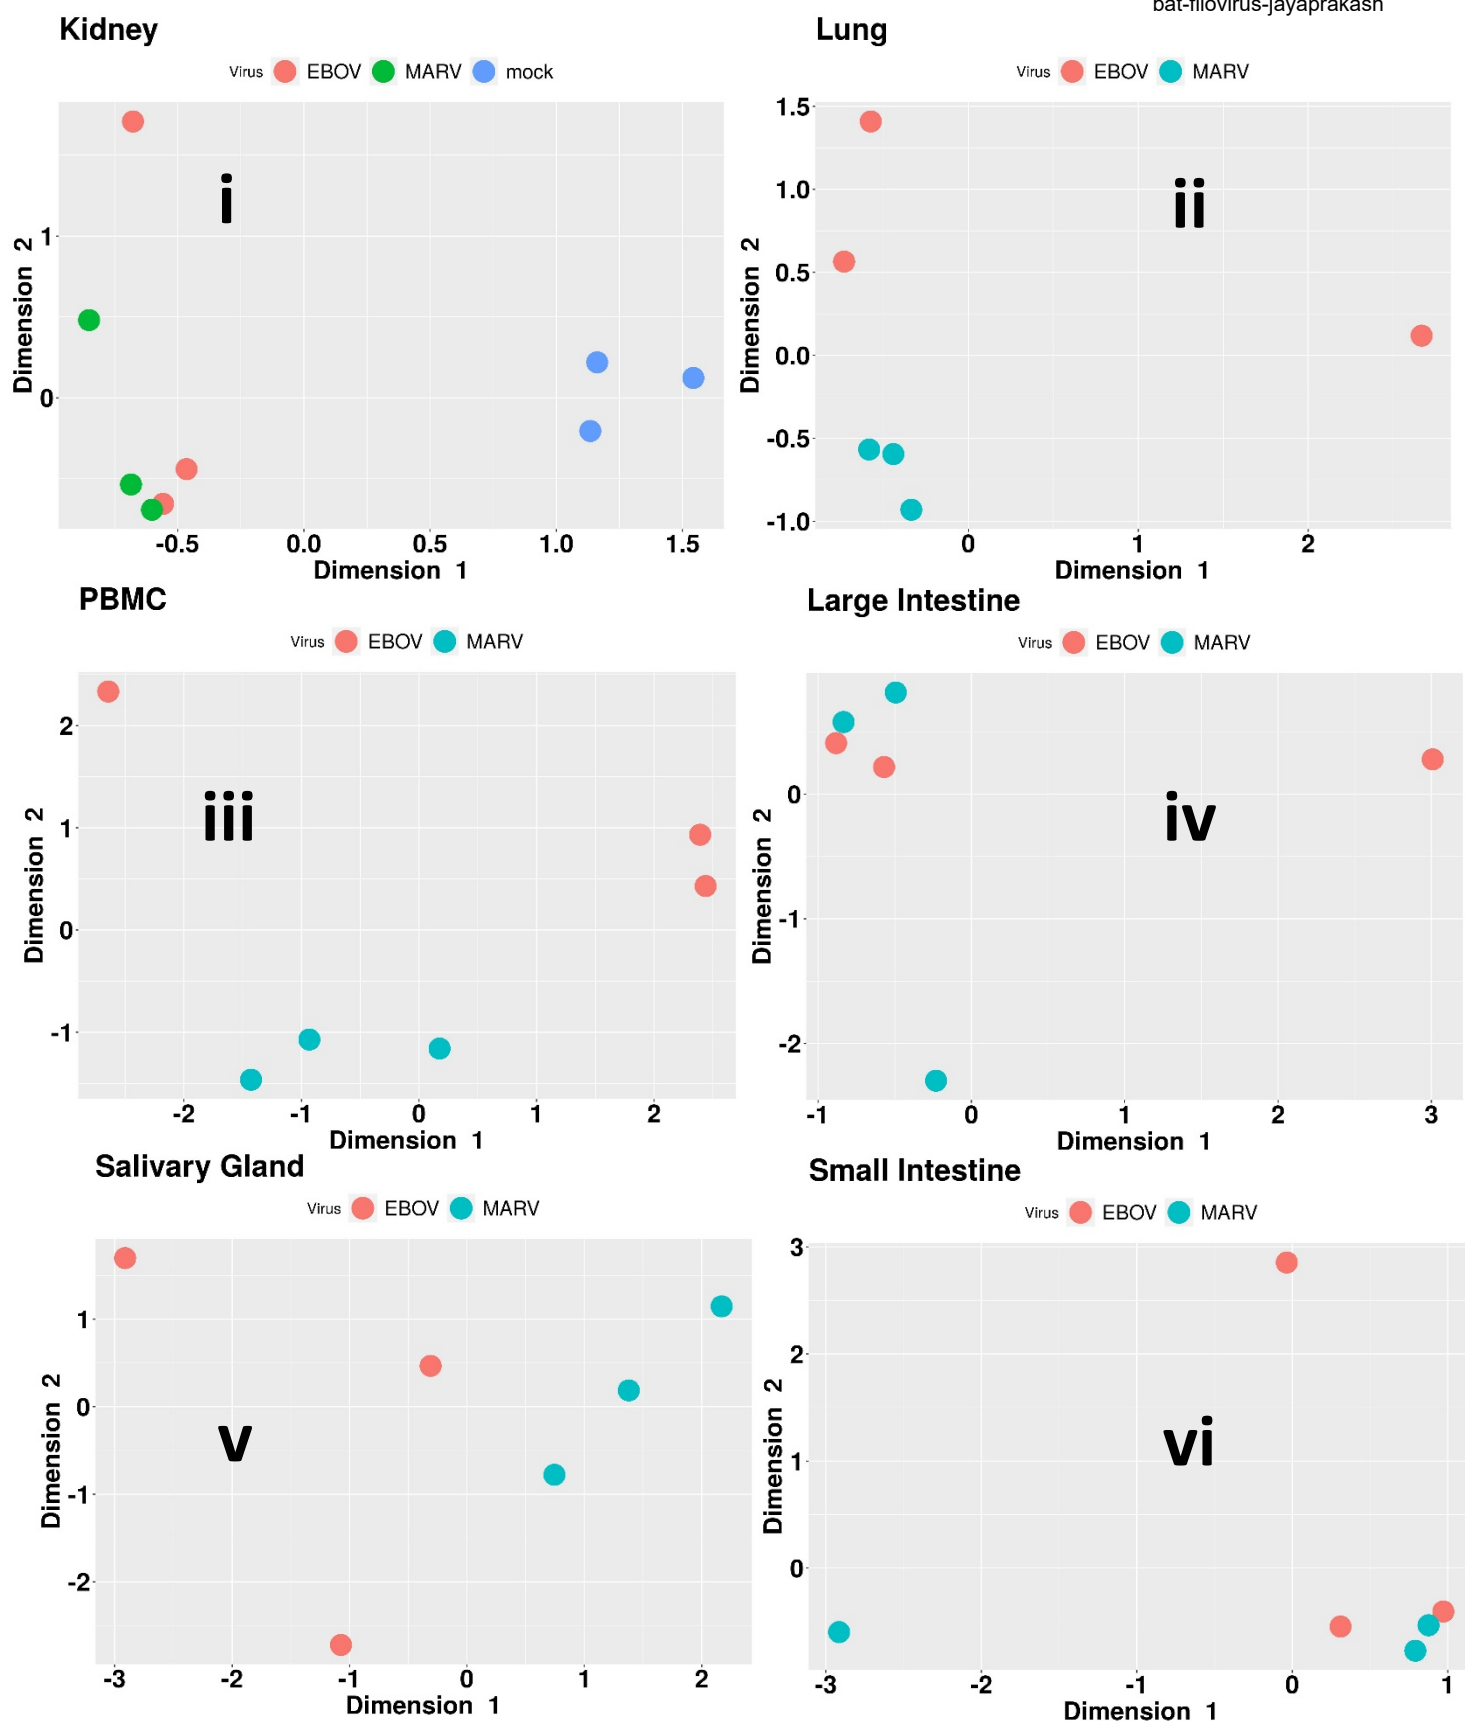 bat-filovirus-jayaprakash
Kidney
Virus EBOV MARV mock
i
Dimension 2
1
0
-0.5 0.0 0.5 1.0 1.5
Dimension 1
Lung
Virus EBOV MARV
ii
Dimension 2
1.5
1.0
0.5
0.0
-0.5
-1.0
0 1 2
Dimension 1
PBMC
Virus EBOV MARV
iii
Dimension 2
2
1
0
-1
-2 -1 0 1 2
Dimension 1
Large Intestine
Virus EBOV MARV
iv
Dimension 2
0
-1
-2
-1 0 1 2 3
Dimension 1
Salivary Gland
Virus EBOV MARV
v
Dimension 2
1
0
-1
-2
-3 -2 -1 0 1 2
Dimension 1
Small Intestine
Virus EBOV MARV
vi
Dimension 2
3
2
1
0
-3 -2 -1 0 1
Dimension 1